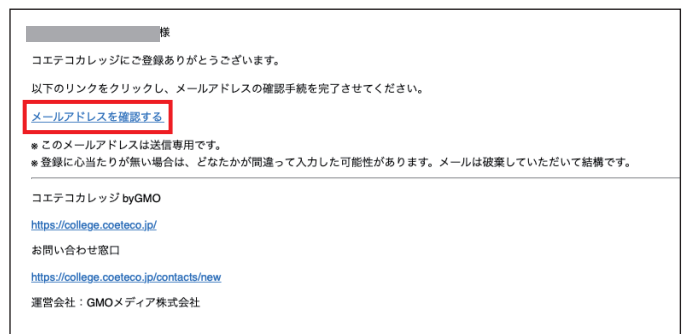 様
コエテコカレッジにご登録ありがとうございます。
以下のリンクをクリックし、メールアドレスの確認手続を完了させてください。
メールアドレスを確認する
※このメールアドレスは送信専用です。
※登録に心当たりが無い場合は、どなたかが間違って入力した可能性があります。メールは破棄していただいて結構です。
コエテコカレッジ byGMO
https://college.coeteco.jp/
お問い合わせ窓口
https://college.coeteco.jp/contacts/new
運営会社：GMOメディア株式会社